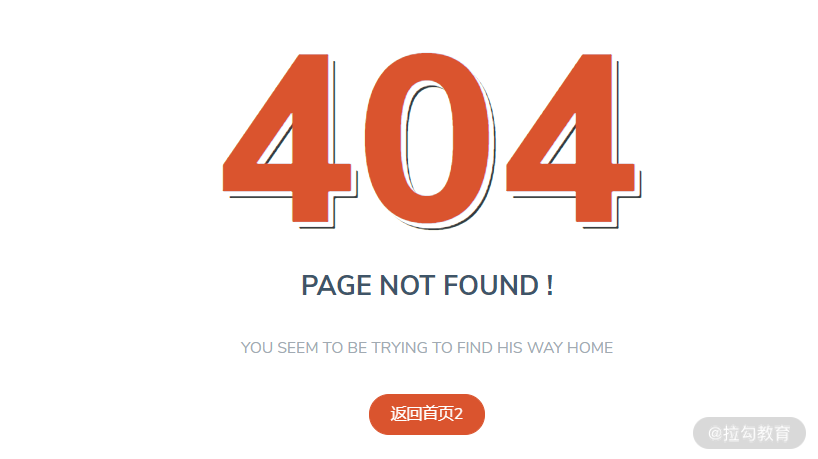 404
PAGE NOT FOUND !
YOU SEEM TO BE TRYING TO FIND HIS WAY HOME
返回首页2
@拉勾教育